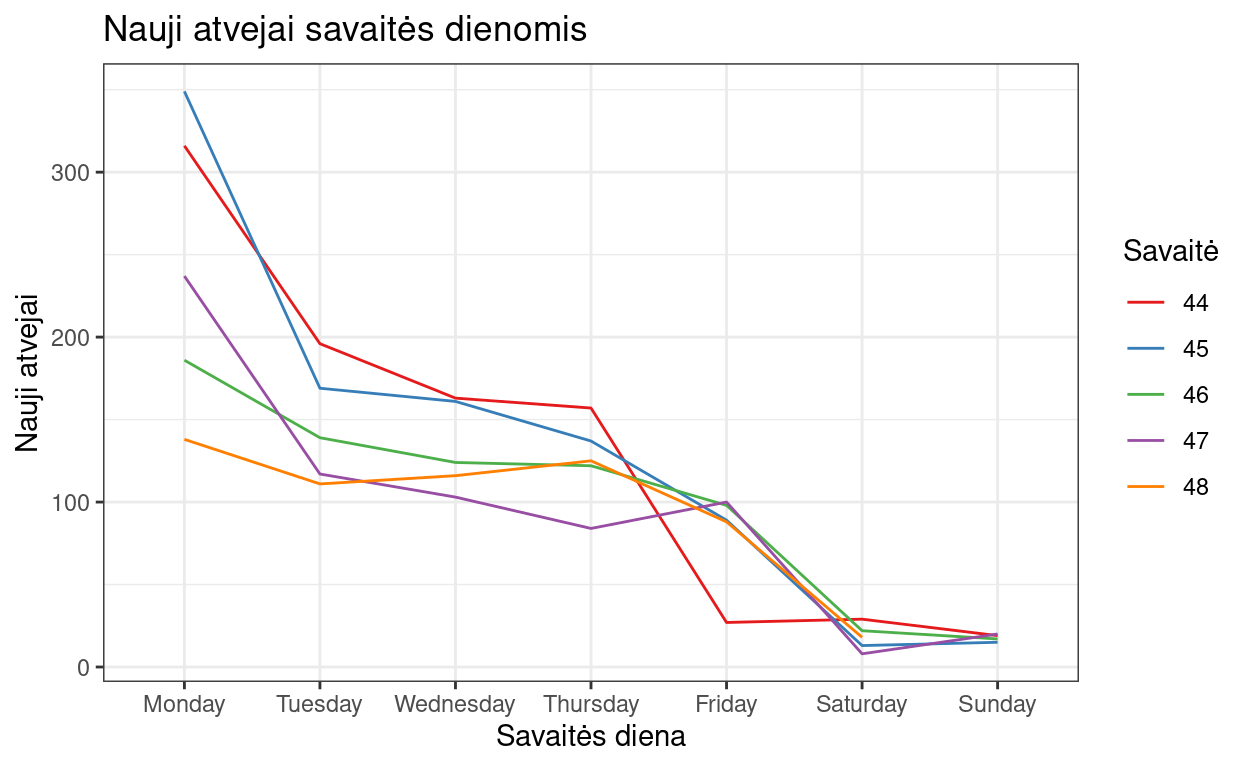 Nauji atvejai savaitės dienomis
Nauji atvejai
300
200
100
0
Monday Tuesday Wednesday Thursday Friday Saturday Sunday
Savaitės diena
Savaitė
44
45
46
47
48